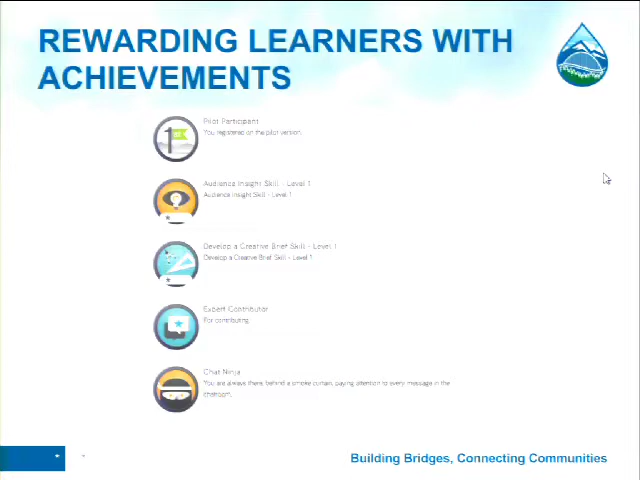 REWARDING LEARNERS WITH
ACHIEVEMENTS
Pilot Participant
You registered on the pilot version.
Audience Insight Skill - Level 1
Audience Insight Skill - Level 1
Develop a Creative Brief Skill - Level 1
Develop a Creative Brief Skill - Level 1
Expert Contributor
For contributing
Chat Ninja
You are always there, behind a smoke curtain, paying attention to every message in the
chatroom.
Building Bridges, Connecting Communities